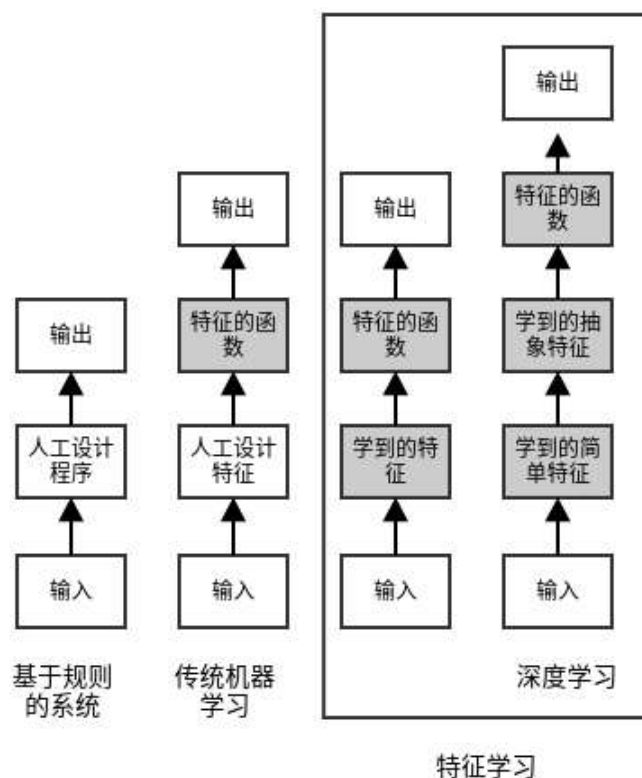 输出
人工设计
程序
输入
基于规则
的系统
输出
特征的函
数
人工设计
特征
输入
传统机器
学习
输出
特征的函
数
学到的特
征
输入
输出
特征的函
数
学到的抽
象特征
学到的简
单特征
输入
深度学习
特征学习